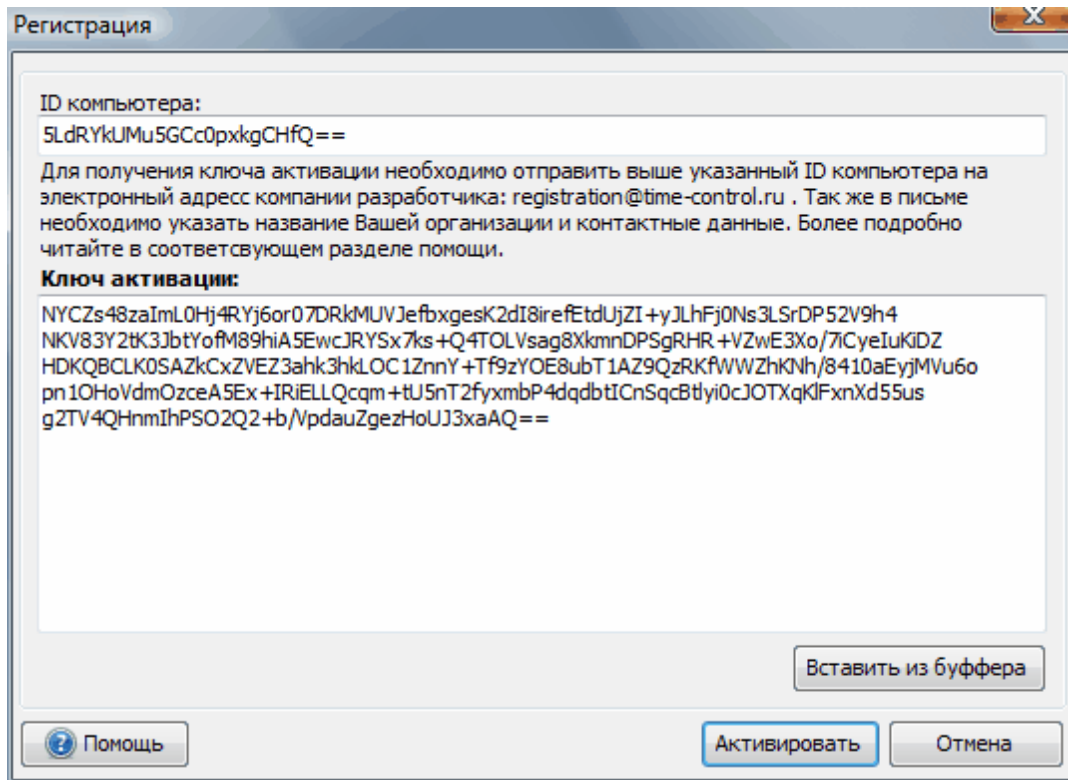 Регистрация
ID компьютера:
5LdRYkUMu5GCc0pxkgCHfQ==
Для получения ключа активации необходимо отправить выше указанный ID компьютера на
электронный адресс компании разработчика: registration@time-control.ru . Так же в письме
необходимо указать название Вашей организации и контактные данные. Более подробно
читайте в соответсвующем разделе помощи.
Ключ активации:
NYCZs48zaImL0Hj4RYj6or07DRkMUVJefbxgesK2dI8irefEtdUjZI+yJLhFj0Ns3LSrDP52V9h4
NKV83Y2tK3JbtYofM89hiA5EwcJRYSx7ks+Q4TOLVsag8XkmnDPSgRHR+VZwE3Xo/7iCyeIuKiDZ
HDKQBCLK0SAZkCxZVEZ3ahk3hkLOC1ZnnY+Tf9zYOE8ubT1AZ9QzRKfWWZhKNh/8410aEyjMVu6o
pn1OHoVdmOzceA5Ex+IRiELLQcqm+tU5nT2fyxmbP4dqdbtICnSqcBtlyi0cJOTXqKlFxnXd55us
g2TV4QHnmIhPSO2Q2+b/VpdauZgezHoUJ3xaAQ==
Вставить из буффера
Помощь
Активировать
Отмена